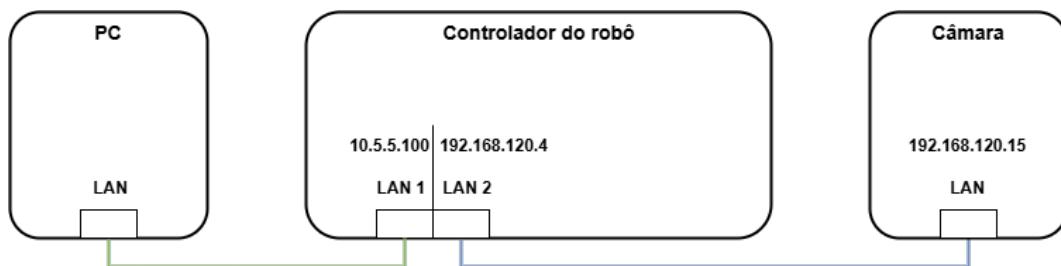 PC
Controlador do robô
Câmara
10.5.5.100
192.168.120.4
192.168.120.15
LAN
LAN 1
LAN 2
LAN